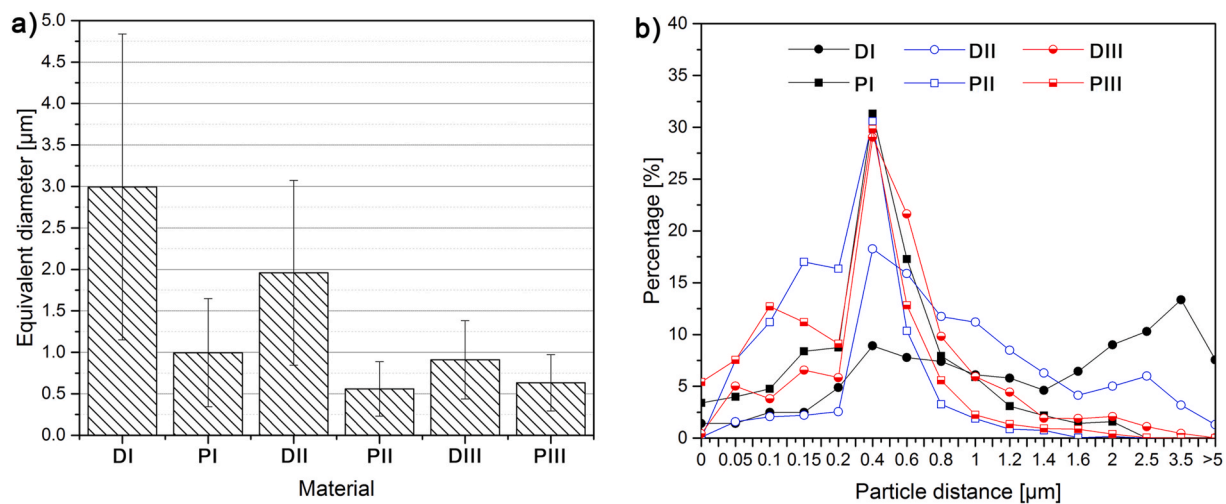 a)
Equivalent diameter [µm]
5.0
4.5
4.0
3.5
3.0
2.5
2.0
1.5
1.0
0.5
0.0
DI PI DII PII DIII PIII
Material
b)
Percentage [%]
40
35
30
25
20
15
10
5
0
DI DII DIII
PI PII PIII
0 0.05 0.1 0.15 0.2 0.4 0.6 0.8 1 1.2 1.4 1.6 2 2.5 3.5 >5
Particle distance [µm]